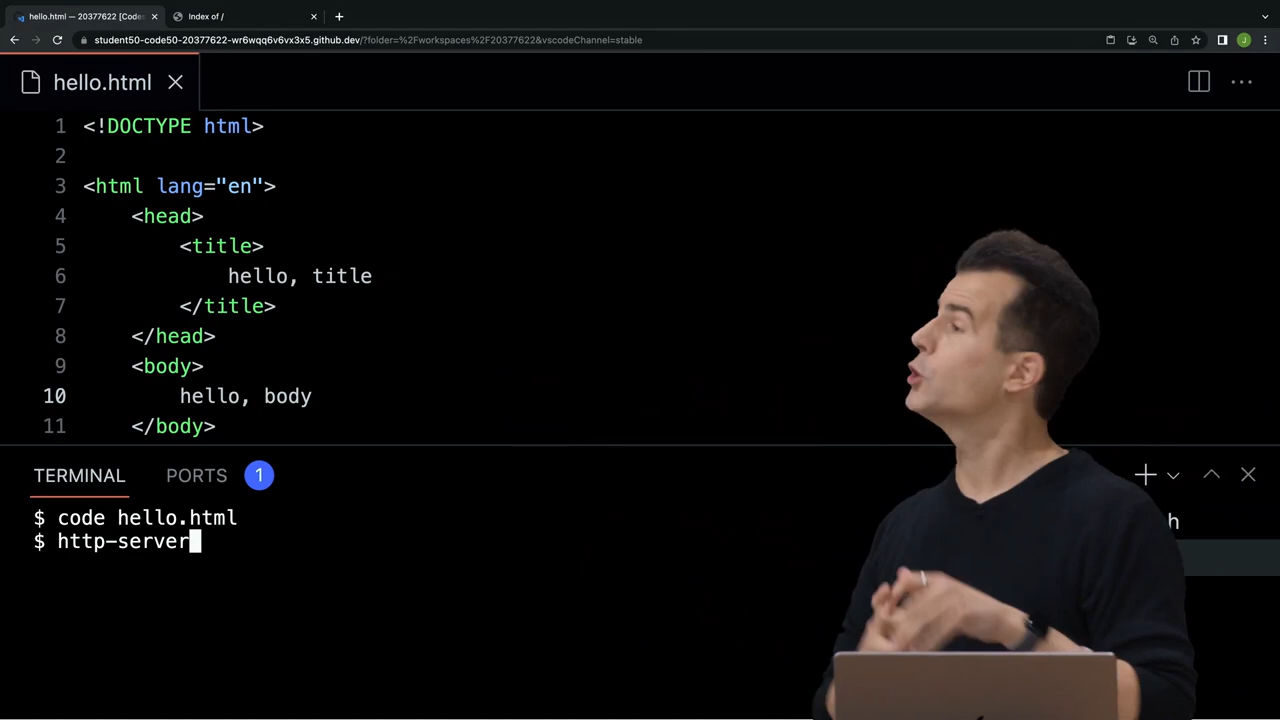 hello.html — 20377622 [Codes
Index of /
student50-code50-20377622-wr6wqq6v6vx3x5.github.dev/?folder=%2Fworkspaces%2F20377622&vscodeChannel=stable
J
hello.html
1 <!DOCTYPE html>
2
3 <html lang="en">
4 <head>
5 <title>
6 hello, title
7 </title>
8 </head>
9 <body>
10 hello, body
11 </body>
TERMINAL PORTS 1
$ code hello.html
h
$ http-server